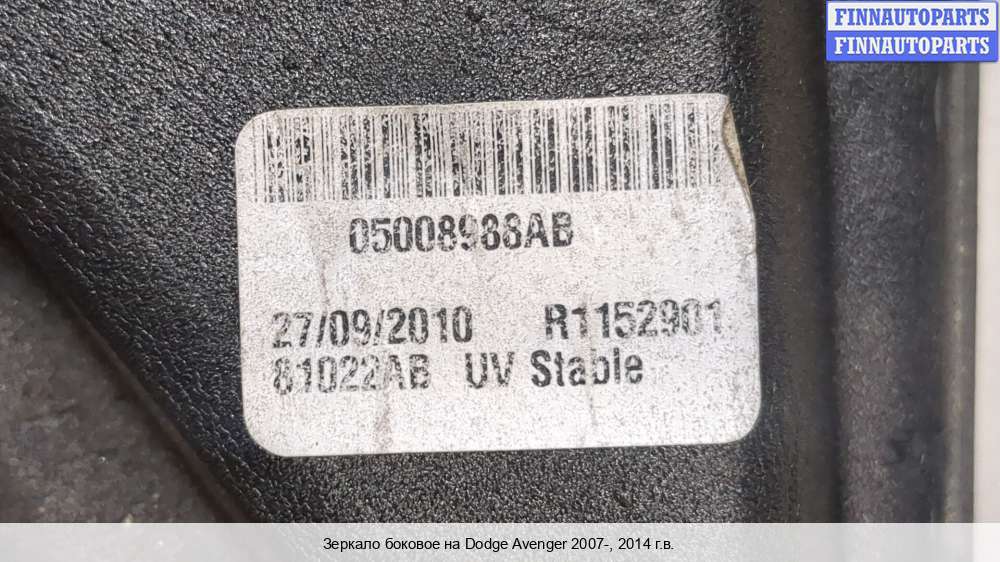 FINNAUTOPARTS
FINNAUTOPARTS
05008988AB
27/09/2010 R1152901
81022AB UV Stable
Зеркало боковое на Dodge Avenger 2007-, 2014 г.в.